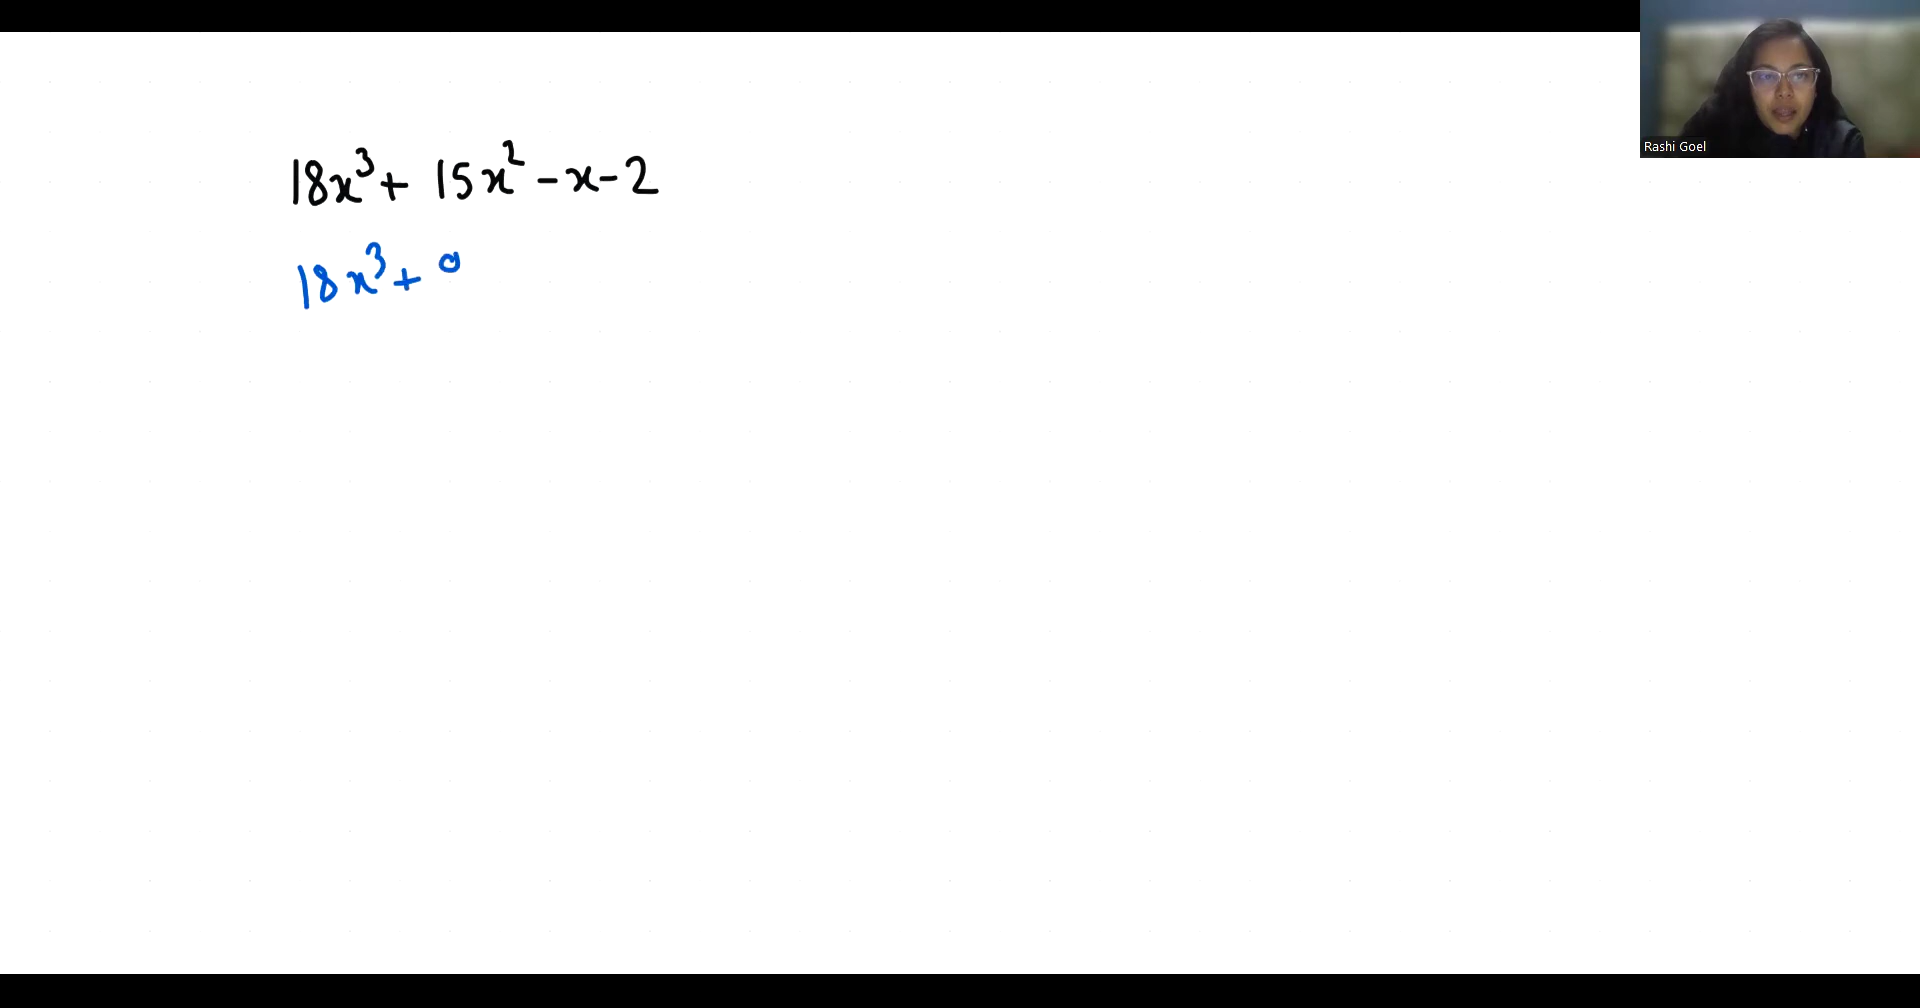 Rashi Goel
18x³ + 15x² - x - 2
18x³ +